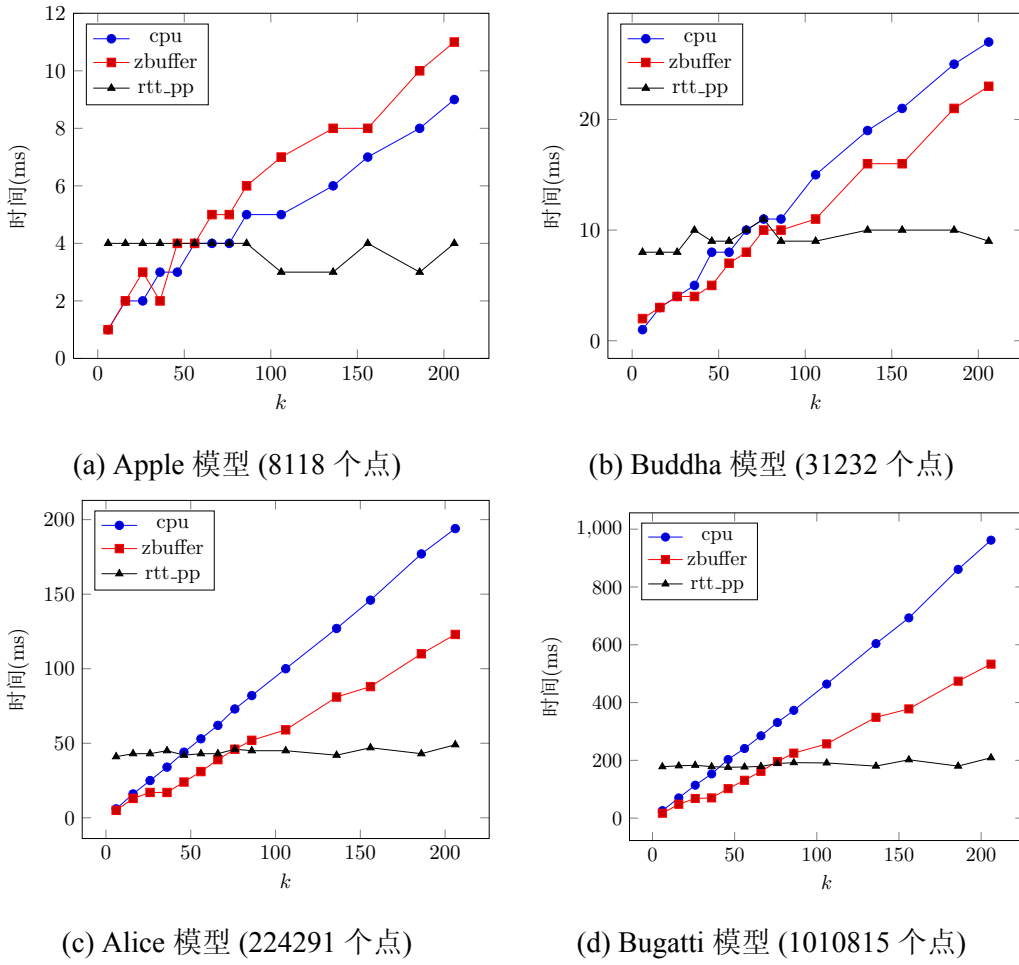 12
10
8
6
4
2
0
时间(ms)
cpu
zbuffer
rtt_pp
0 50 100 150 200
k
(a) Apple 模型 (8118 个点)
20
10
0
时间(ms)
cpu
zbuffer
rtt_pp
0 50 100 150 200
k
(b) Buddha 模型 (31232 个点)
200
150
100
50
0
时间(ms)
cpu
zbuffer
rtt_pp
0 50 100 150 200
k
(c) Alice 模型 (224291 个点)
1,000
800
600
400
200
0
时间(ms)
cpu
zbuffer
rtt_pp
0 50 100 150 200
k
(d) Bugatti 模型 (1010815 个点)